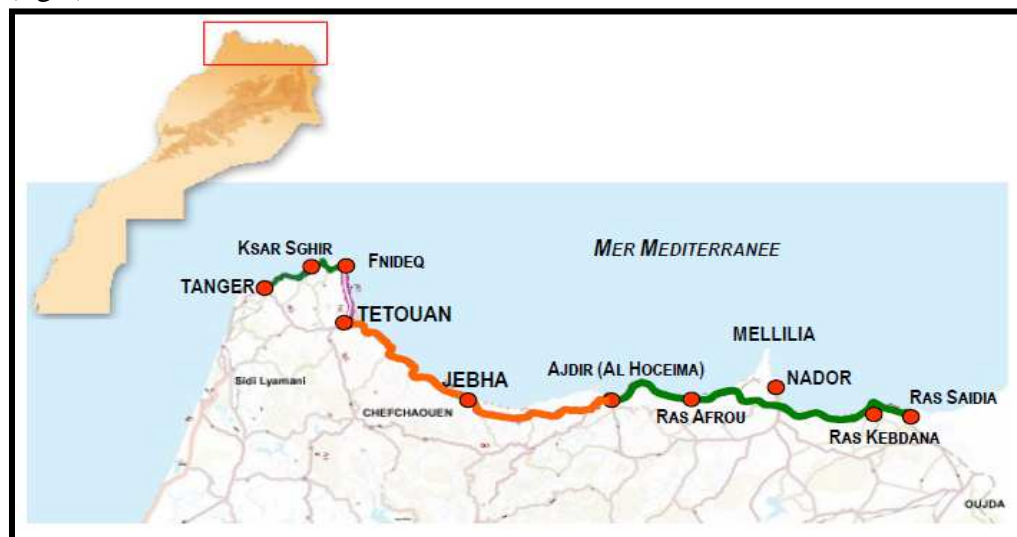 KSAR SGHIR
FNIDEQ
MER MEDITERRANEE
TANGER
TETOUAN
MELLILIA
Sidi Lyamani
JEBHA
AJDIR (AL HOCEIMA)
NADOR
CHEFCHAOUEN
RAS AFROU
RAS SAIDIA
RAS KEBDANA
OUJDA